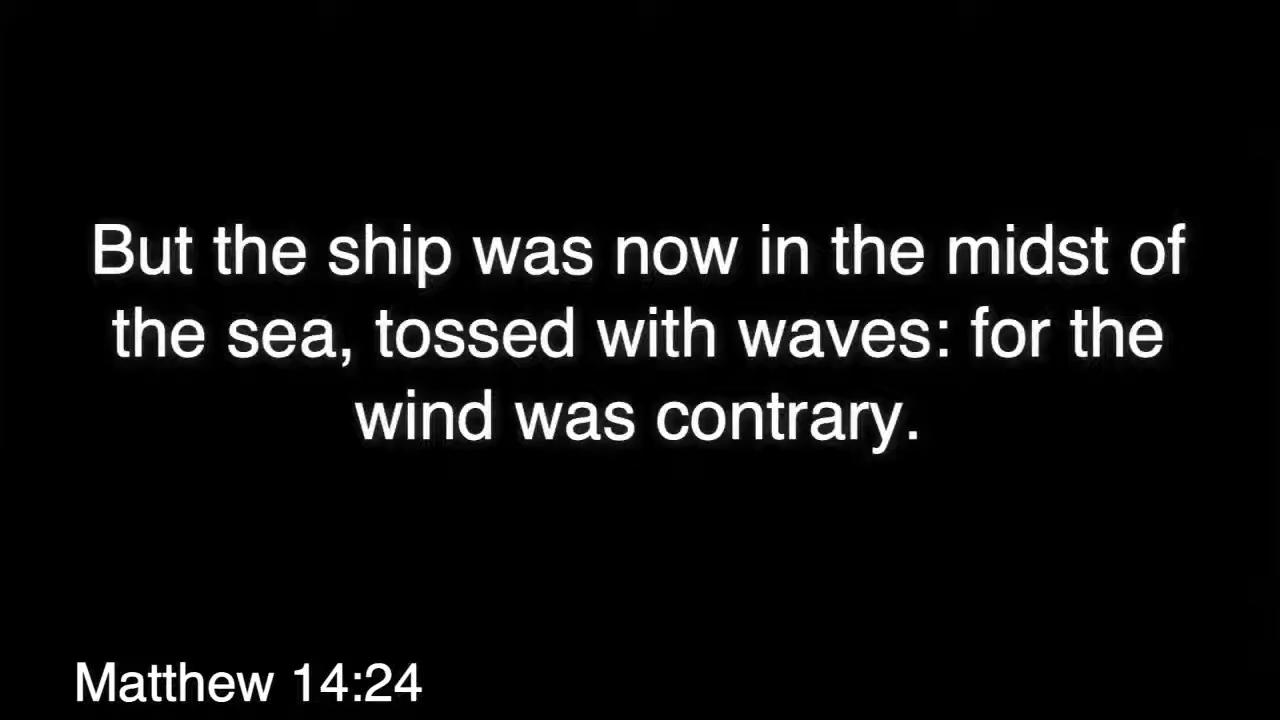 But the ship was now in the midst of
the sea, tossed with waves: for the
wind was contrary.
Matthew 14:24